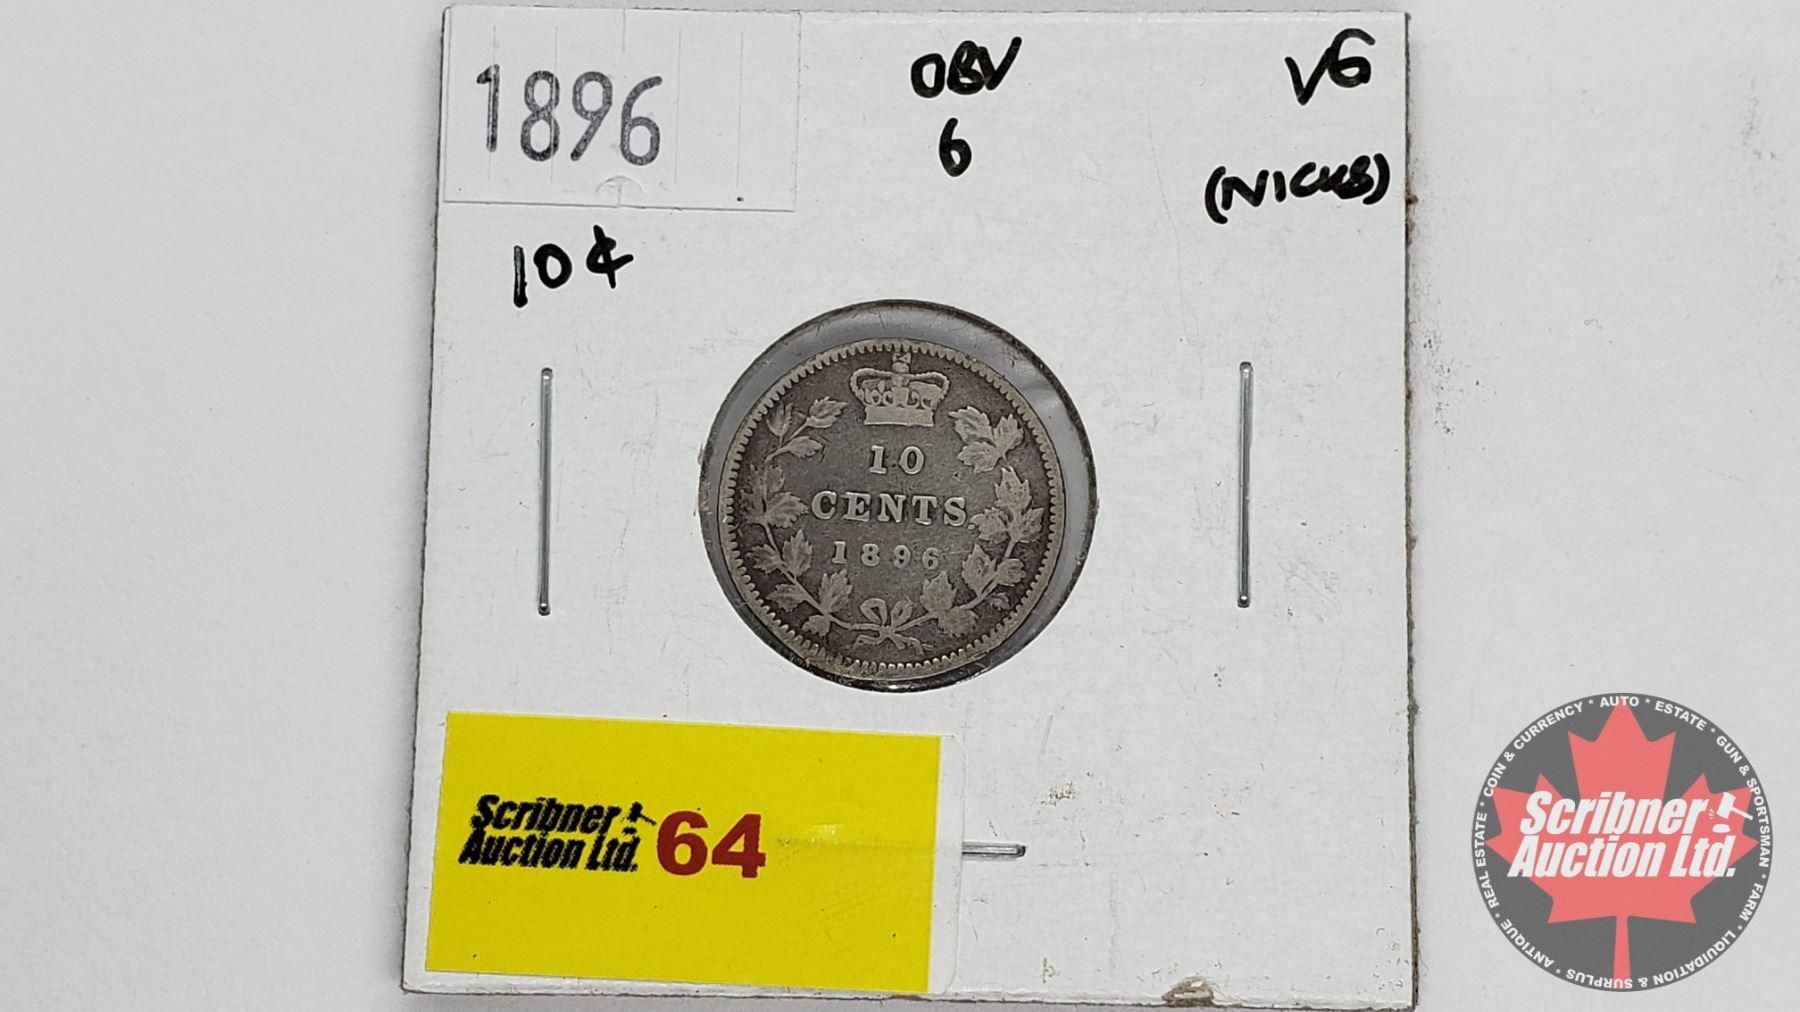 1896
OBV
6
VG
(NICKS)
10¢
10
CENTS
1896
Scribner
Auction Ltd.
64
Scribner
Auction Ltd.
* AUTO * ESTATE * GUN & SPORTSMAN * FARM * LIQUIDATION & SURPLUS * ANTIQUE * REAL ESTATE * COIN & CURRENCY